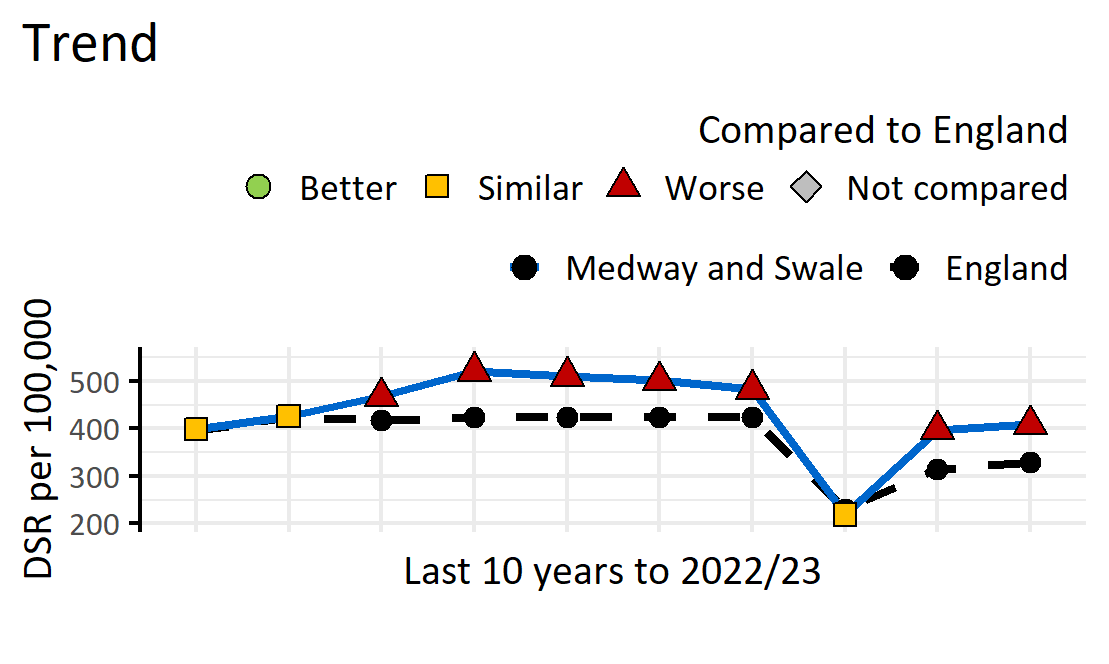 Trend
Compared to England
Better Similar Worse Not compared
Medway and Swale England
DSR per 100,000
500
400
300
200
Last 10 years to 2022/23